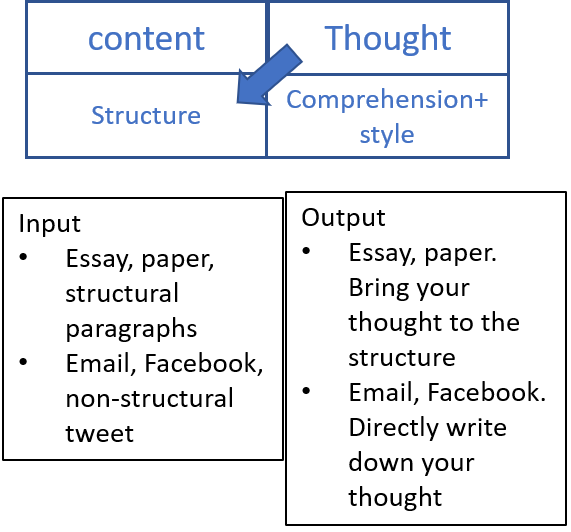 content
Thought
Structure
Comprehension+
style
Input
• Essay, paper,
structural
paragraphs
• Email, Facebook,
non-structural
tweet
Output
• Essay, paper.
Bring your
thought to the
structure
• Email, Facebook.
Directly write
down your
thought